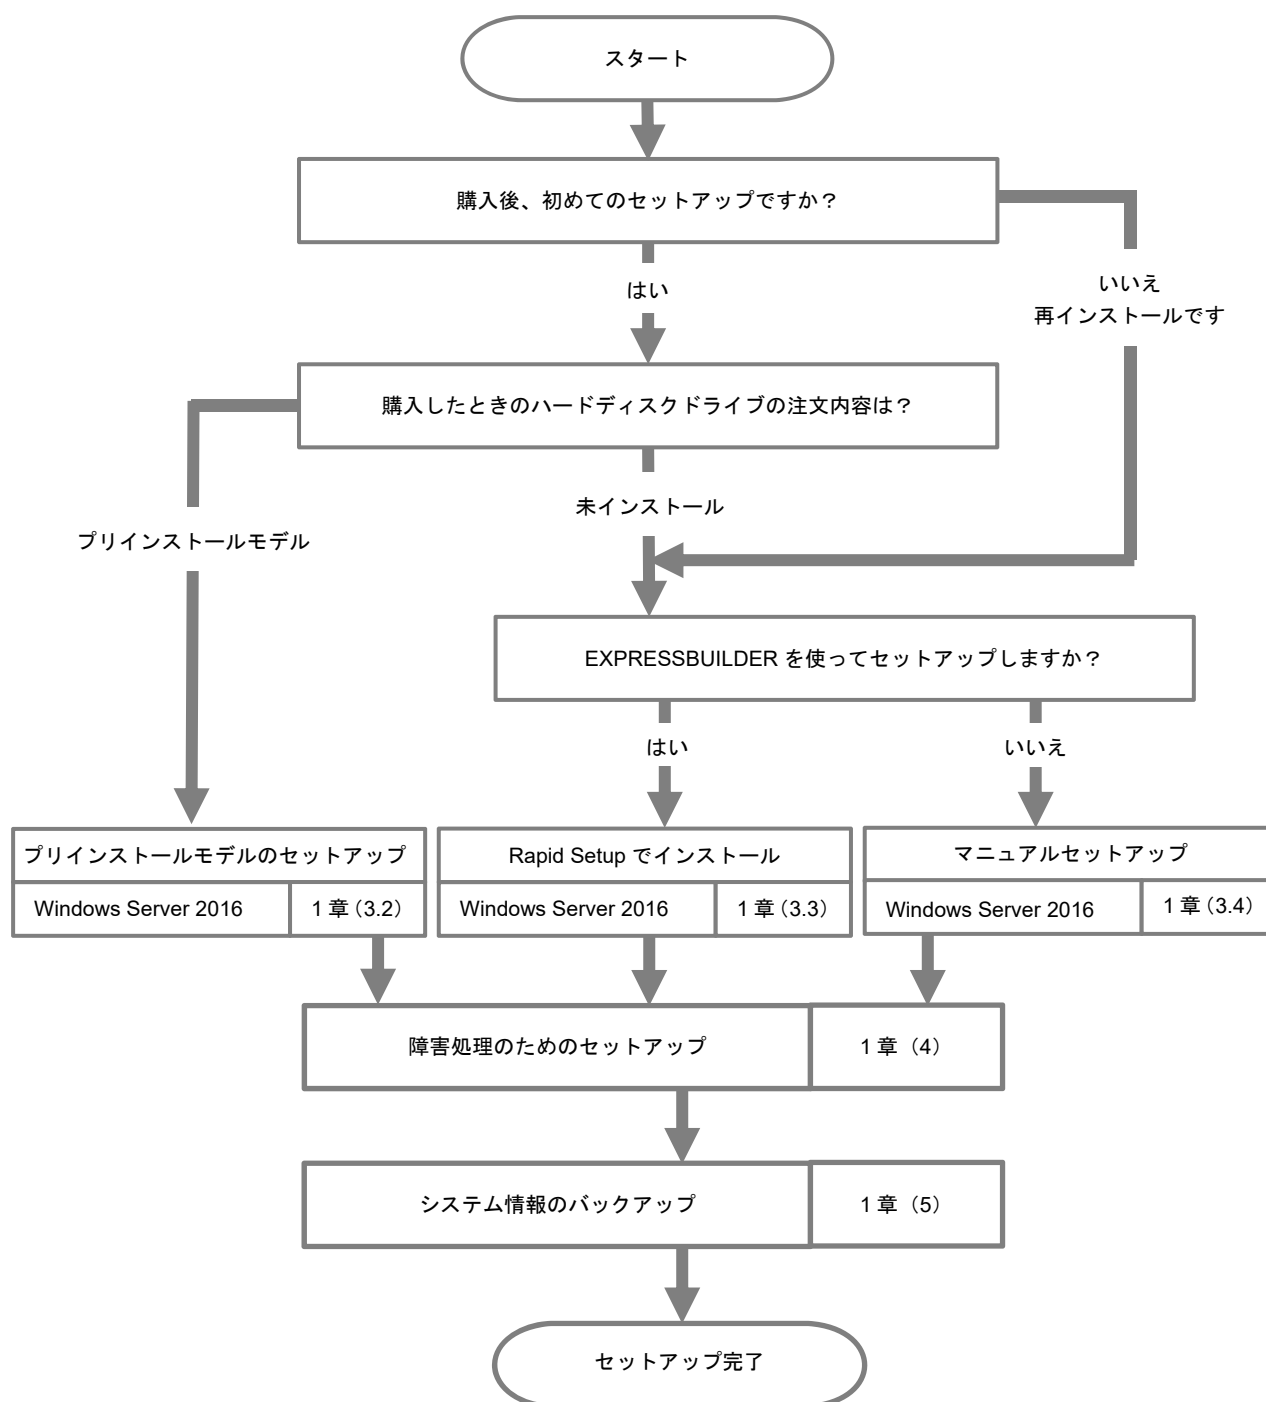 スタート
購入後、初めてのセットアップですか？
はい
いいえ
再インストールです
購入したときのハードディスクドライブの注文内容は？
未インストール
プリインストールモデル
EXPRESSBUILDER を使ってセットアップしますか？
はい
いいえ
プリインストールモデルのセットアップ
Windows Server 2016
1 章（3.2）
Rapid Setup でインストール
Windows Server 2016
1 章（3.3）
マニュアルセットアップ
Windows Server 2016
1 章（3.4）
障害処理のためのセットアップ
1 章（4）
システム情報のバックアップ
1 章（5）
セットアップ完了